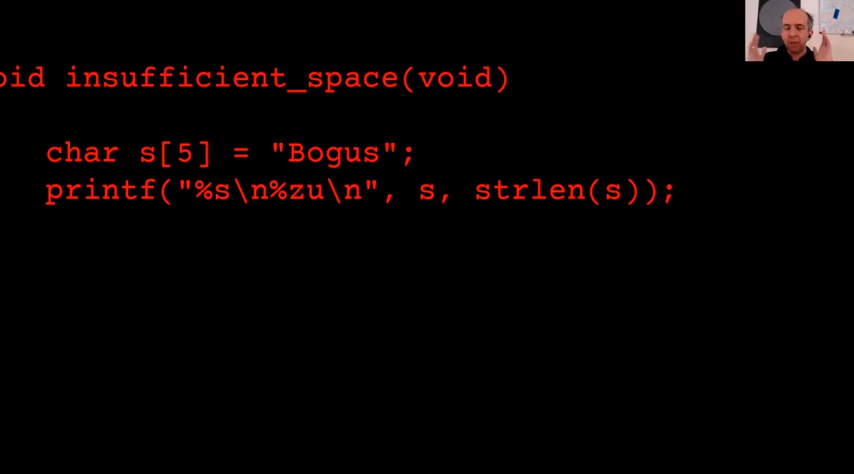 oid insufficient_space(void)
char s[5] = "Bogus";
printf("%s\n%zu\n", s, strlen(s));